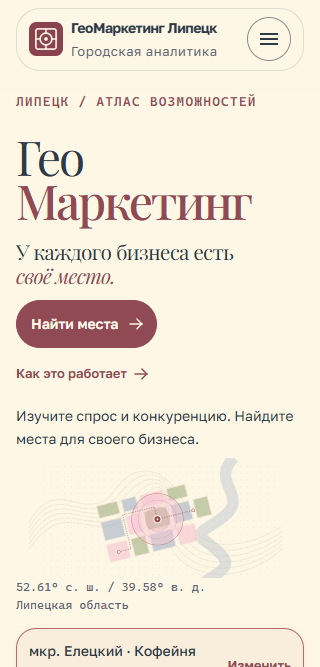 ГеоМаркетинг Липецк
Городская аналитика
ЛИПЕЦК / АТЛАС ВОЗМОЖНОСТЕЙ
Гео
Маркетинг
У каждого бизнеса есть
своё место.
Найти места →
Как это работает →
Изучите спрос и конкуренцию. Найдите
места для своего бизнеса.
52.61° с. ш. / 39.58° в. д.
Липецкая область
мкр. Елецкий · Кофейня
Изменить